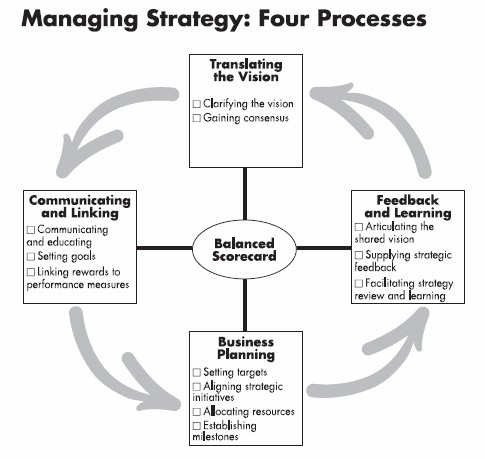 Managing Strategy: Four Processes
Translating
the Vision
☐ Clarifying the vision
☐ Gaining consensus
Communicating
and Linking
☐ Communicating
and educating
☐ Setting goals
☐ Linking rewards to
performance measures
Balanced
Scorecard
Feedback
and Learning
☐ Articulating the
shared vision
☐ Supplying strategic
feedback
☐ Facilitating strategy
review and learning
Business
Planning
☐ Setting targets
☐ Aligning strategic
initiatives
☐ Allocating resources
☐ Establishing
milestones